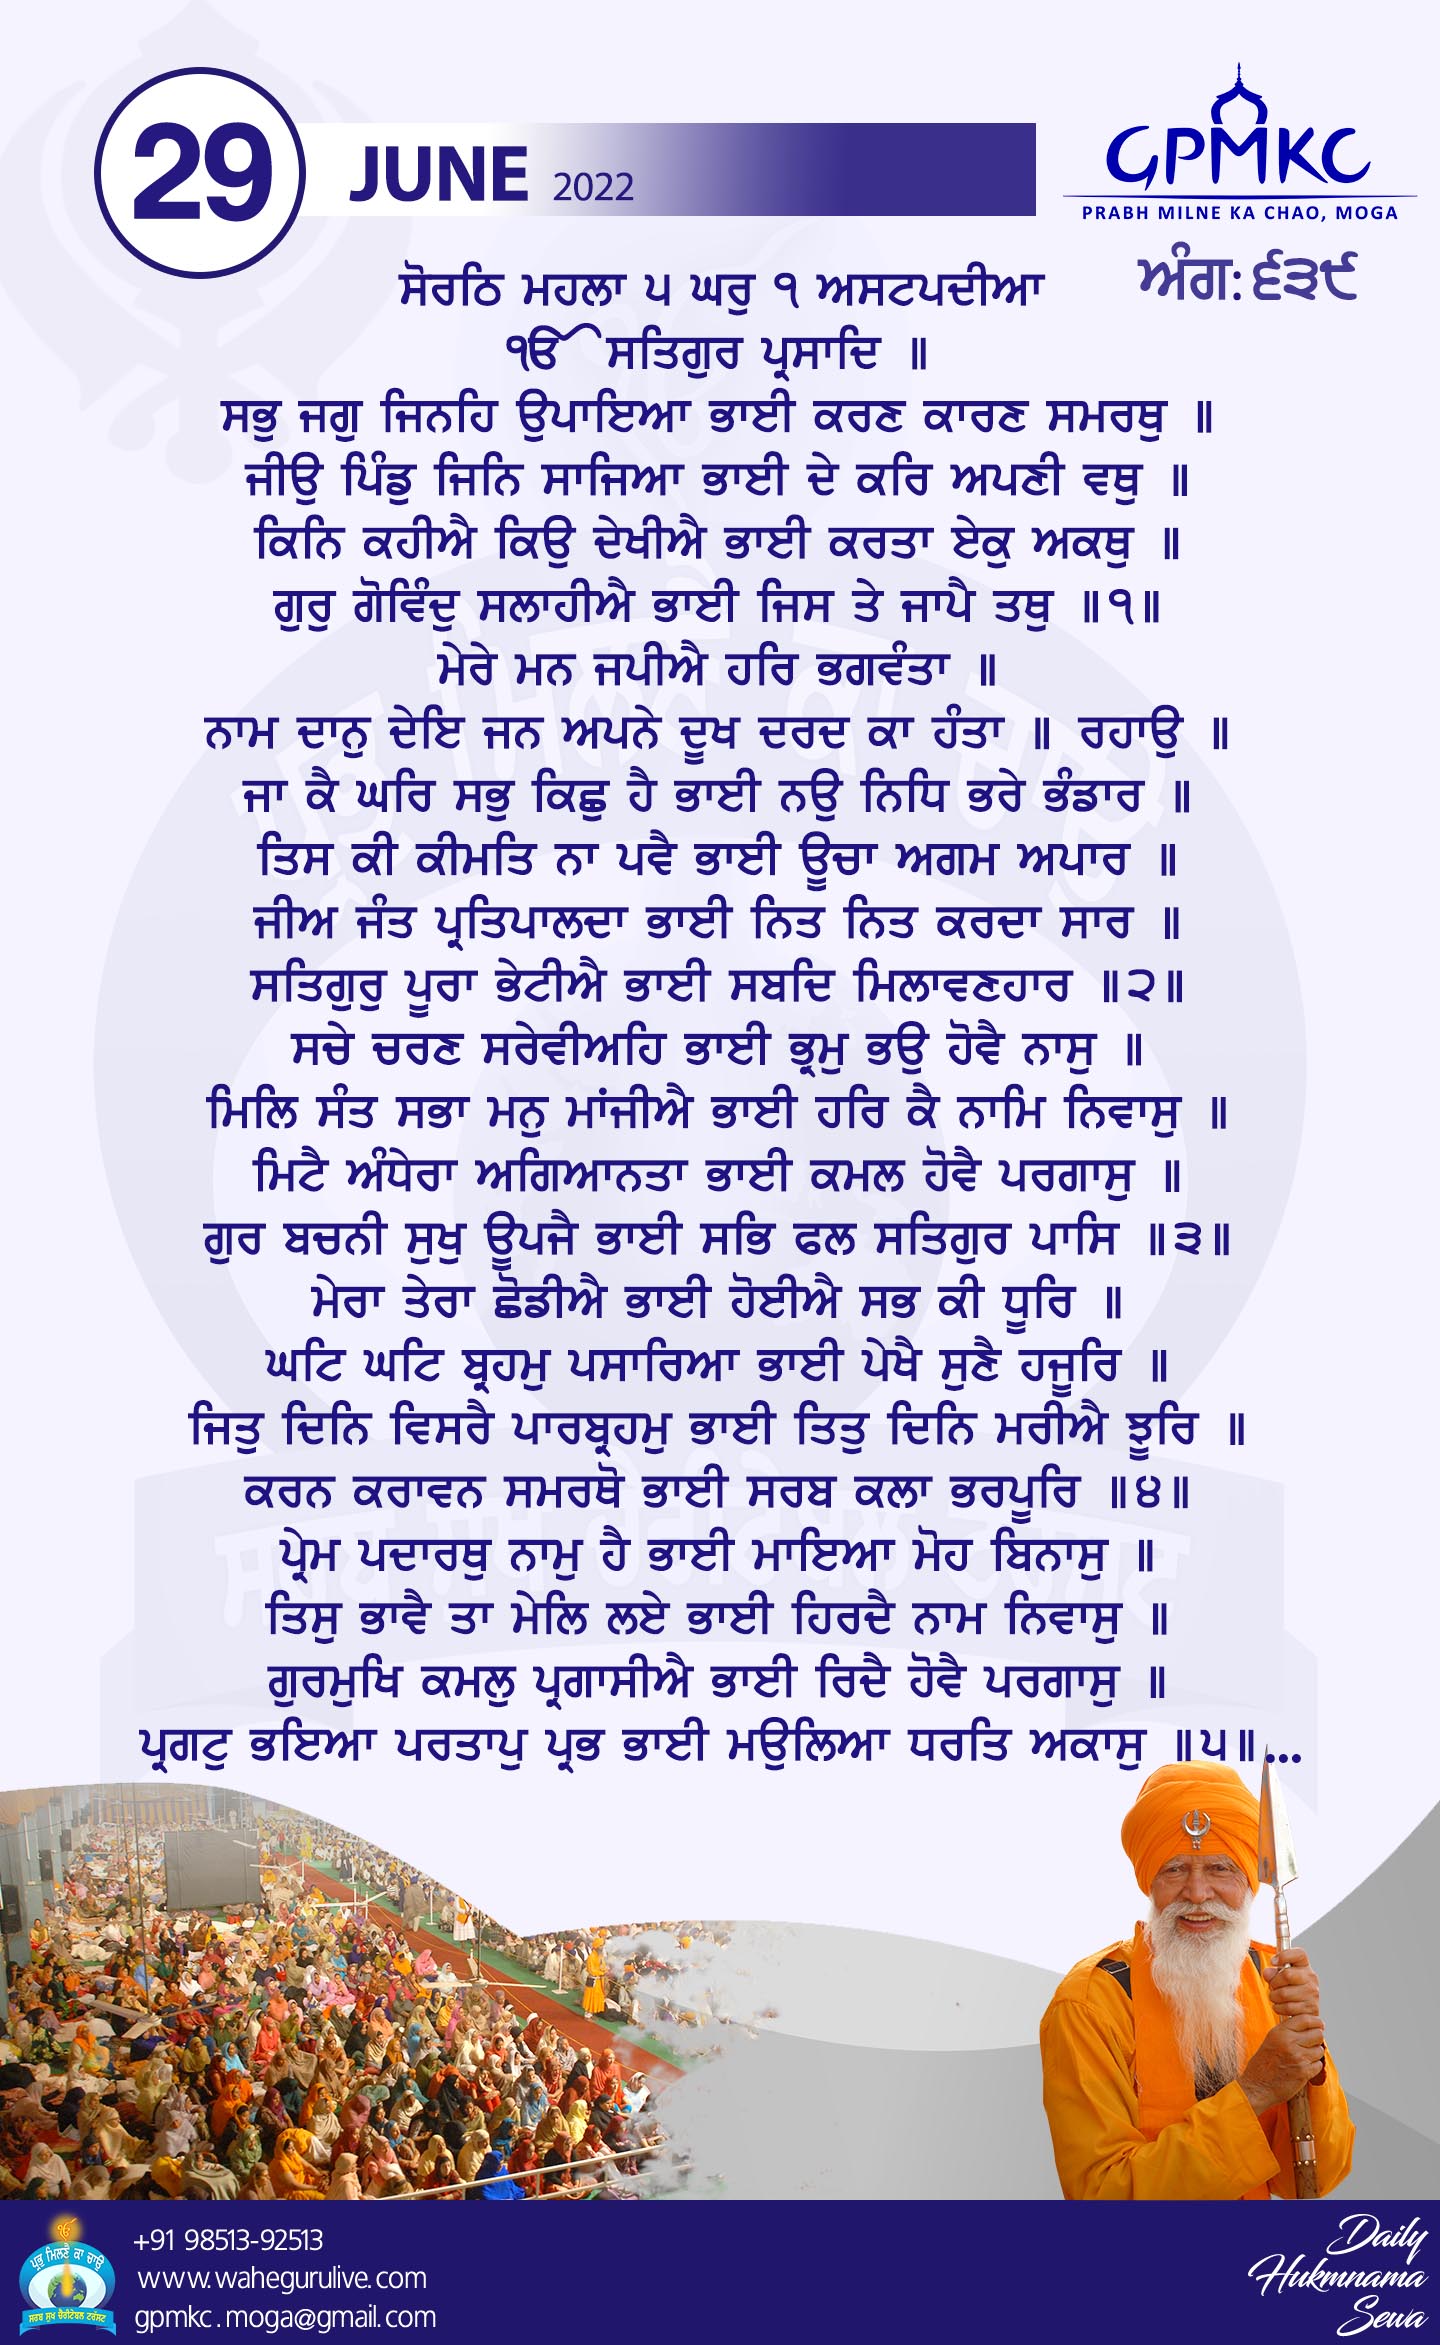 29
JUNE 2022
GPMKC
PRABH MILNE KA CHAO, MOGA
ਅੰਗ: ੬੩੯
ਸੋਰਠਿ ਮਹਲਾ ੫ ਘਰੁ ੧ ਅਸਟਪਦੀਆ
ੴ ਸਤਿਗੁਰ ਪ੍ਰਸਾਦਿ ॥
ਸਭੁ ਜਗੁ ਜਿਨਹਿ ਉਪਾਇਆ ਭਾਈ ਕਰਣ ਕਾਰਣ ਸਮਰਥੁ ॥
ਜੀਉ ਪਿੰਡੁ ਜਿਨਿ ਸਾਜਿਆ ਭਾਈ ਦੇ ਕਰਿ ਅਪਣੀ ਵਥੁ ॥
ਕਿਨਿ ਕਹੀਐ ਕਿਉ ਦੇਖੀਐ ਭਾਈ ਕਰਤਾ ਏਕੁ ਅਕਥੁ ॥
ਗੁਰੁ ਗੋਵਿੰਦੁ ਸਲਾਹੀਐ ਭਾਈ ਜਿਸ ਤੇ ਜਾਪੈ ਤਥੁ ॥੧॥
ਮੇਰੇ ਮਨ ਜਪੀਐ ਹਰਿ ਭਗਵੰਤਾ ॥
ਨਾਮ ਦਾਨੁ ਦੇਇ ਜਨ ਅਪਨੇ ਦੂਖ ਦਰਦ ਕਾ ਹੰਤਾ ॥ ਰਹਾਉ ॥
ਜਾ ਕੈ ਘਰਿ ਸਭੁ ਕਿਛੁ ਹੈ ਭਾਈ ਨਉ ਨਿਧਿ ਭਰੇ ਭੰਡਾਰ ॥
ਤਿਸ ਕੀ ਕੀਮਤਿ ਨਾ ਪਵੈ ਭਾਈ ਊਚਾ ਅਗਮ ਅਪਾਰ ॥
ਜੀਅ ਜੰਤ ਪ੍ਰਤਿਪਾਲਦਾ ਭਾਈ ਨਿਤ ਨਿਤ ਕਰਦਾ ਸਾਰ ॥
ਸਤਿਗੁਰੁ ਪੂਰਾ ਭੇਟੀਐ ਭਾਈ ਸਬਦਿ ਮਿਲਾਵਣਹਾਰ ॥੨॥
ਸਚੇ ਚਰਣ ਸਰੇਵੀਅਹਿ ਭਾਈ ਭ੍ਰਮੁ ਭਉ ਹੋਵੈ ਨਾਸੁ ॥
ਮਿਲਿ ਸੰਤ ਸਭਾ ਮਨੁ ਮਾਂਜੀਐ ਭਾਈ ਹਰਿ ਕੈ ਨਾਮਿ ਨਿਵਾਸੁ ॥
ਮਿਟੈ ਅੰਧੇਰਾ ਅਗਿਆਨਤਾ ਭਾਈ ਕਮਲ ਹੋਵੈ ਪਰਗਾਸੁ ॥
ਗੁਰ ਬਚਨੀ ਸੁਖੁ ਊਪਜੈ ਭਾਈ ਸਭਿ ਫਲ ਸਤਿਗੁਰ ਪਾਸਿ ॥੩॥
ਮੇਰਾ ਤੇਰਾ ਛੋਡੀਐ ਭਾਈ ਹੋਈਐ ਸਭ ਕੀ ਧੂਰਿ ॥
ਘਟਿ ਘਟਿ ਬ੍ਰਹਮੁ ਪਸਾਰਿਆ ਭਾਈ ਪੇਖੈ ਸੁਣੈ ਹਜੂਰਿ ॥
ਜਿਤੁ ਦਿਨਿ ਵਿਸਰੈ ਪਾਰਬ੍ਰਹਮੁ ਭਾਈ ਤਿਤੁ ਦਿਨਿ ਮਰੀਐ ਝੂਰਿ ॥
ਕਰਨ ਕਰਾਵਨ ਸਮਰਥੋ ਭਾਈ ਸਰਬ ਕਲਾ ਭਰਪੂਰਿ ॥੪॥
ਪ੍ਰੇਮ ਪਦਾਰਥੁ ਨਾਮੁ ਹੈ ਭਾਈ ਮਾਇਆ ਮੋਹ ਬਿਨਾਸੁ ॥
ਤਿਸੁ ਭਾਵੈ ਤਾ ਮੇਲਿ ਲਏ ਭਾਈ ਹਿਰਦੈ ਨਾਮ ਨਿਵਾਸੁ ॥
ਗੁਰਮੁਖਿ ਕਮਲੁ ਪ੍ਰਗਾਸੀਐ ਭਾਈ ਰਿਦੈ ਹੋਵੈ ਪਰਗਾਸੁ ॥
ਪ੍ਰਗਟੁ ਭਇਆ ਪਰਤਾਪੁ ਪ੍ਰਭ ਭਾਈ ਮਉਲਿਆ ਧਰਤਿ ਅਕਾਸੁ ॥੫॥...
ਪ੍ਰਭ ਮਿਲਣੈ ਕਾ ਚਾਉ
ਸਰਬ ਸੁਖ ਚੈਰੀਟੇਬਲ ਟਰੱਸਟ
+91 98513-92513
www.wahegurulive.com
gpmkc.moga@gmail.com
Daily
Hukmnama
Sewa